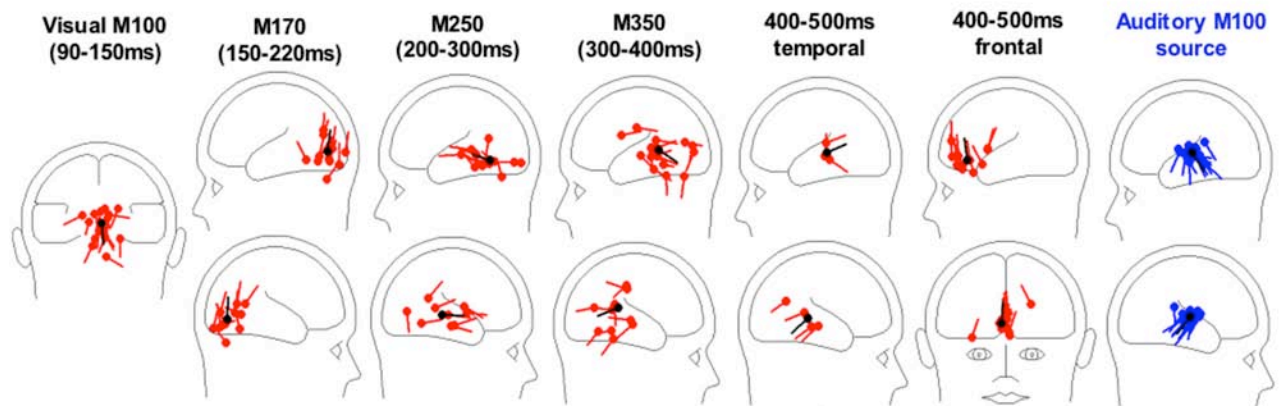 Visual M100
(90-150ms)
M170
(150-220ms)
M250
(200-300ms)
M350
(300-400ms)
400-500ms
temporal
400-500ms
frontal
Auditory M100
source